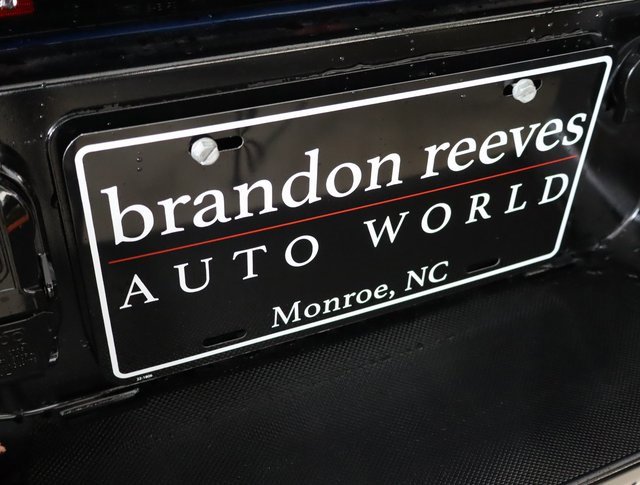 brandon reeves
AUTO WORLD
Monroe, NC